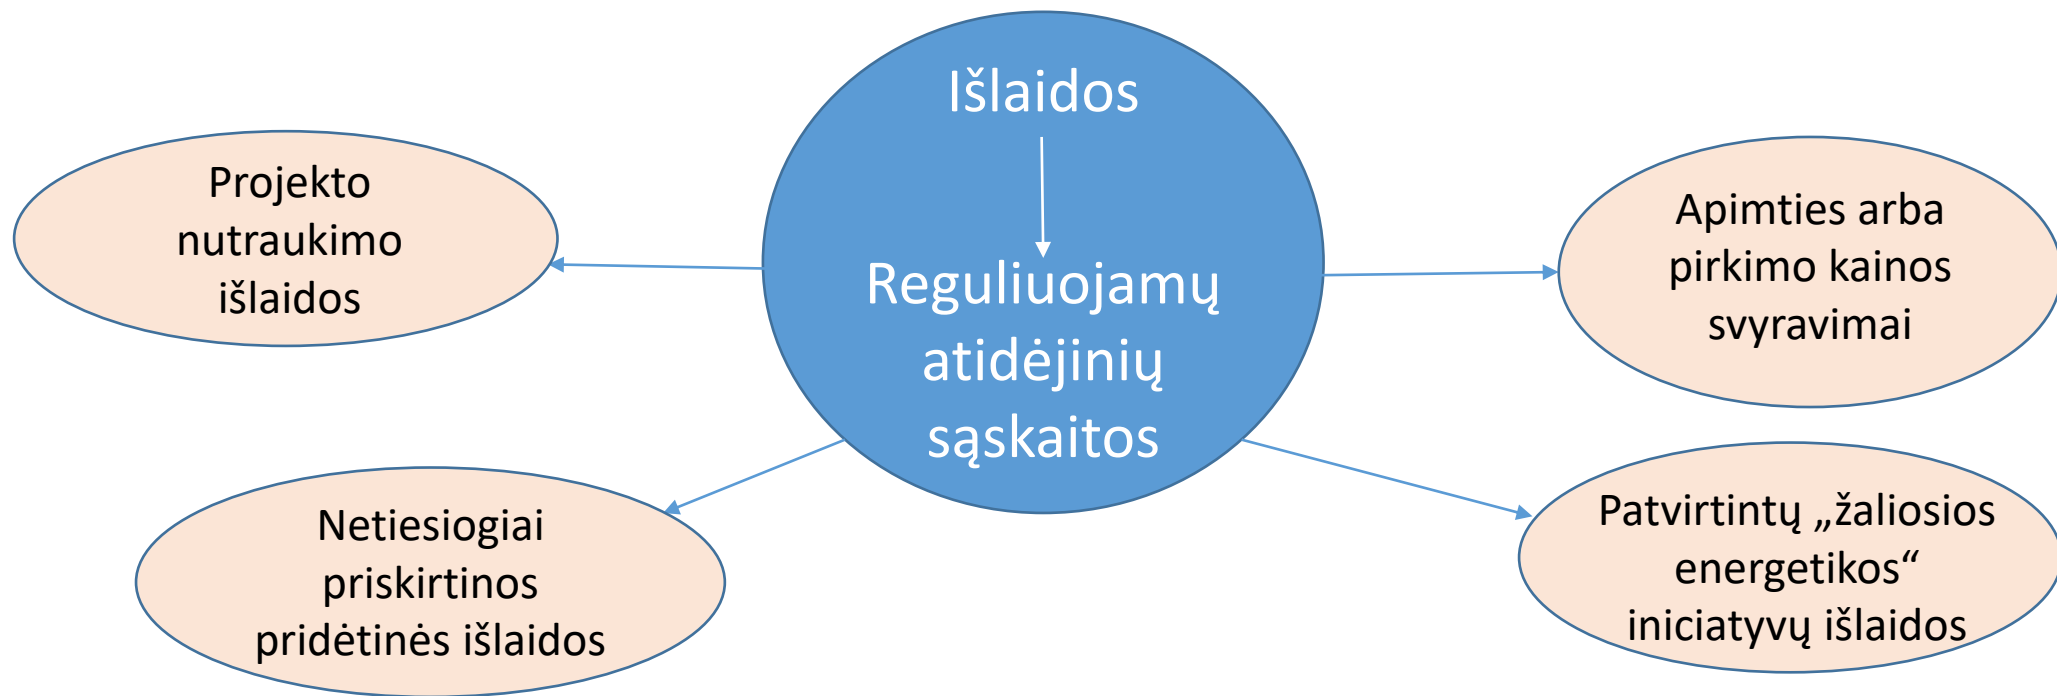 Išlaidos
Reguliuojamų
atidėjinių
sąskaitos
Projekto
nutraukimo
išlaidos
Apimties arba
pirkimo kainos
svyravimai
Netiesiogiai
priskirtinos
pridėtinės išlaidos
Patvirtintų „žaliosios
energetikos“
iniciatyvų išlaidos